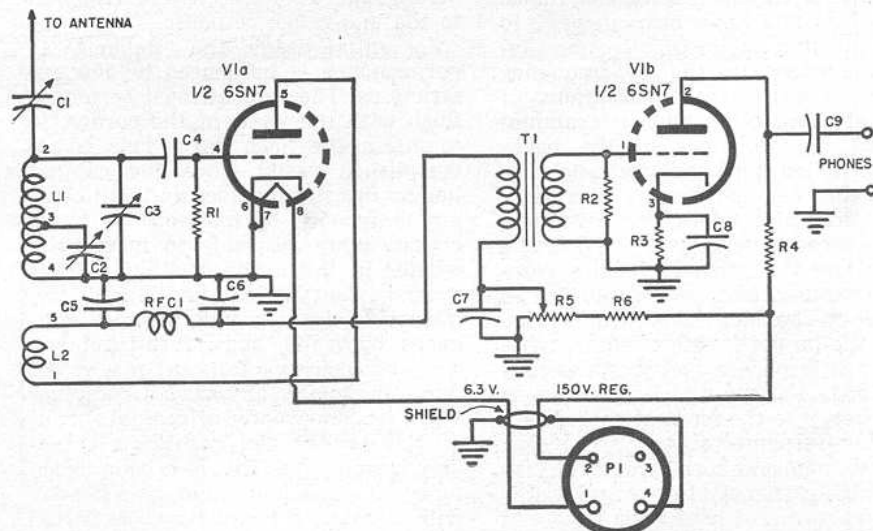 TO ANTENNA
C1
V1a
1/2 6SN7
5
V1b
1/2 6SN7
2
C9
PHONES
2
C4
4
T1
1
L1
3
C3
R1
6
7
8
R2
3
R3
C8
R4
C2
4
C5
RFC1
C6
C7
R5
R6
5
L2
1
6.3 V.
150 V. REG.
SHIELD
2
P1
3
1
4